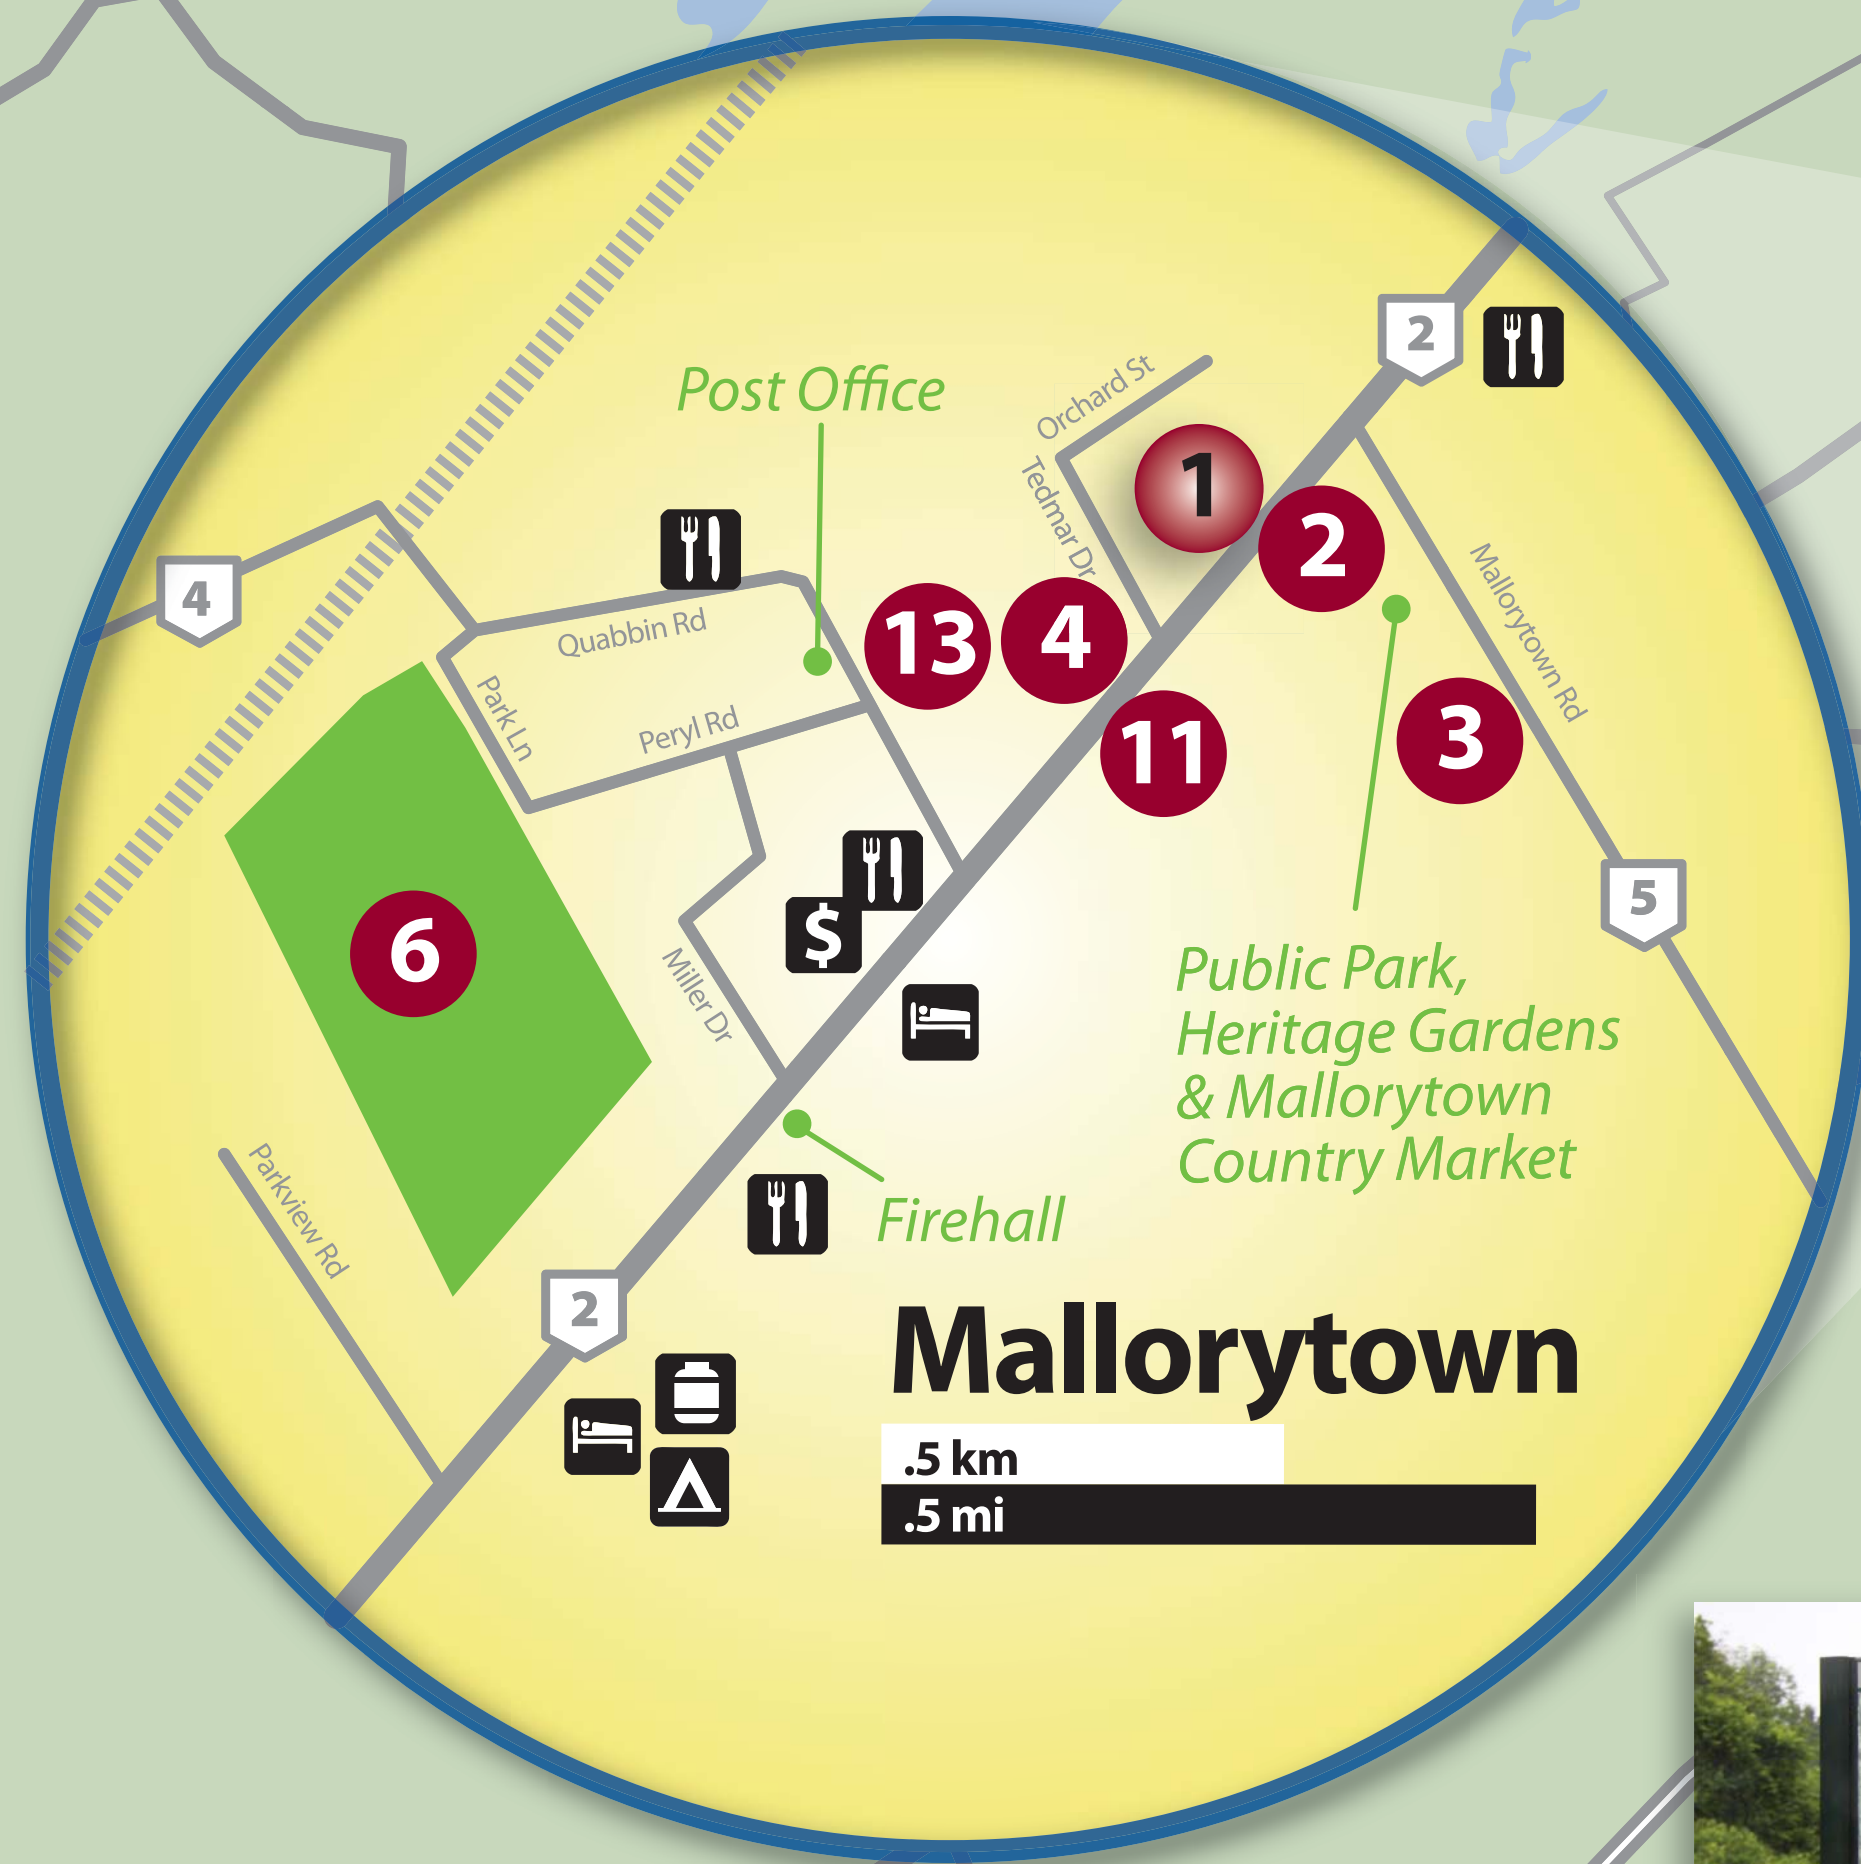 2
Post Office
Orchard St
1
Tedmar Dr
2
4
Quabbin Rd
13
4
Mallorytown Rd
Park Ln
Peryl Rd
11
3
5
6
$
Miller Dr
Public Park,
Heritage Gardens
& Mallorytown
Country Market
Parkview Rd
Firehall
2
Mallorytown
.5 km
.5 mi